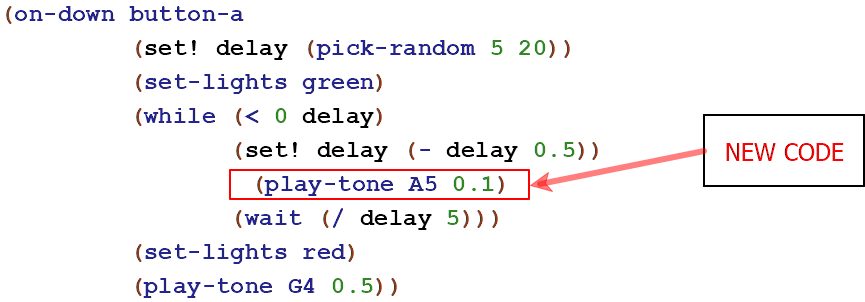 (on-down button-a
(set! delay (pick-random 5 20))
(set-lights green)
(while (< 0 delay)
(set! delay (- delay 0.5))
(play-tone A5 0.1)
NEW CODE
(wait (/ delay 5)))
(set-lights red)
(play-tone G4 0.5))